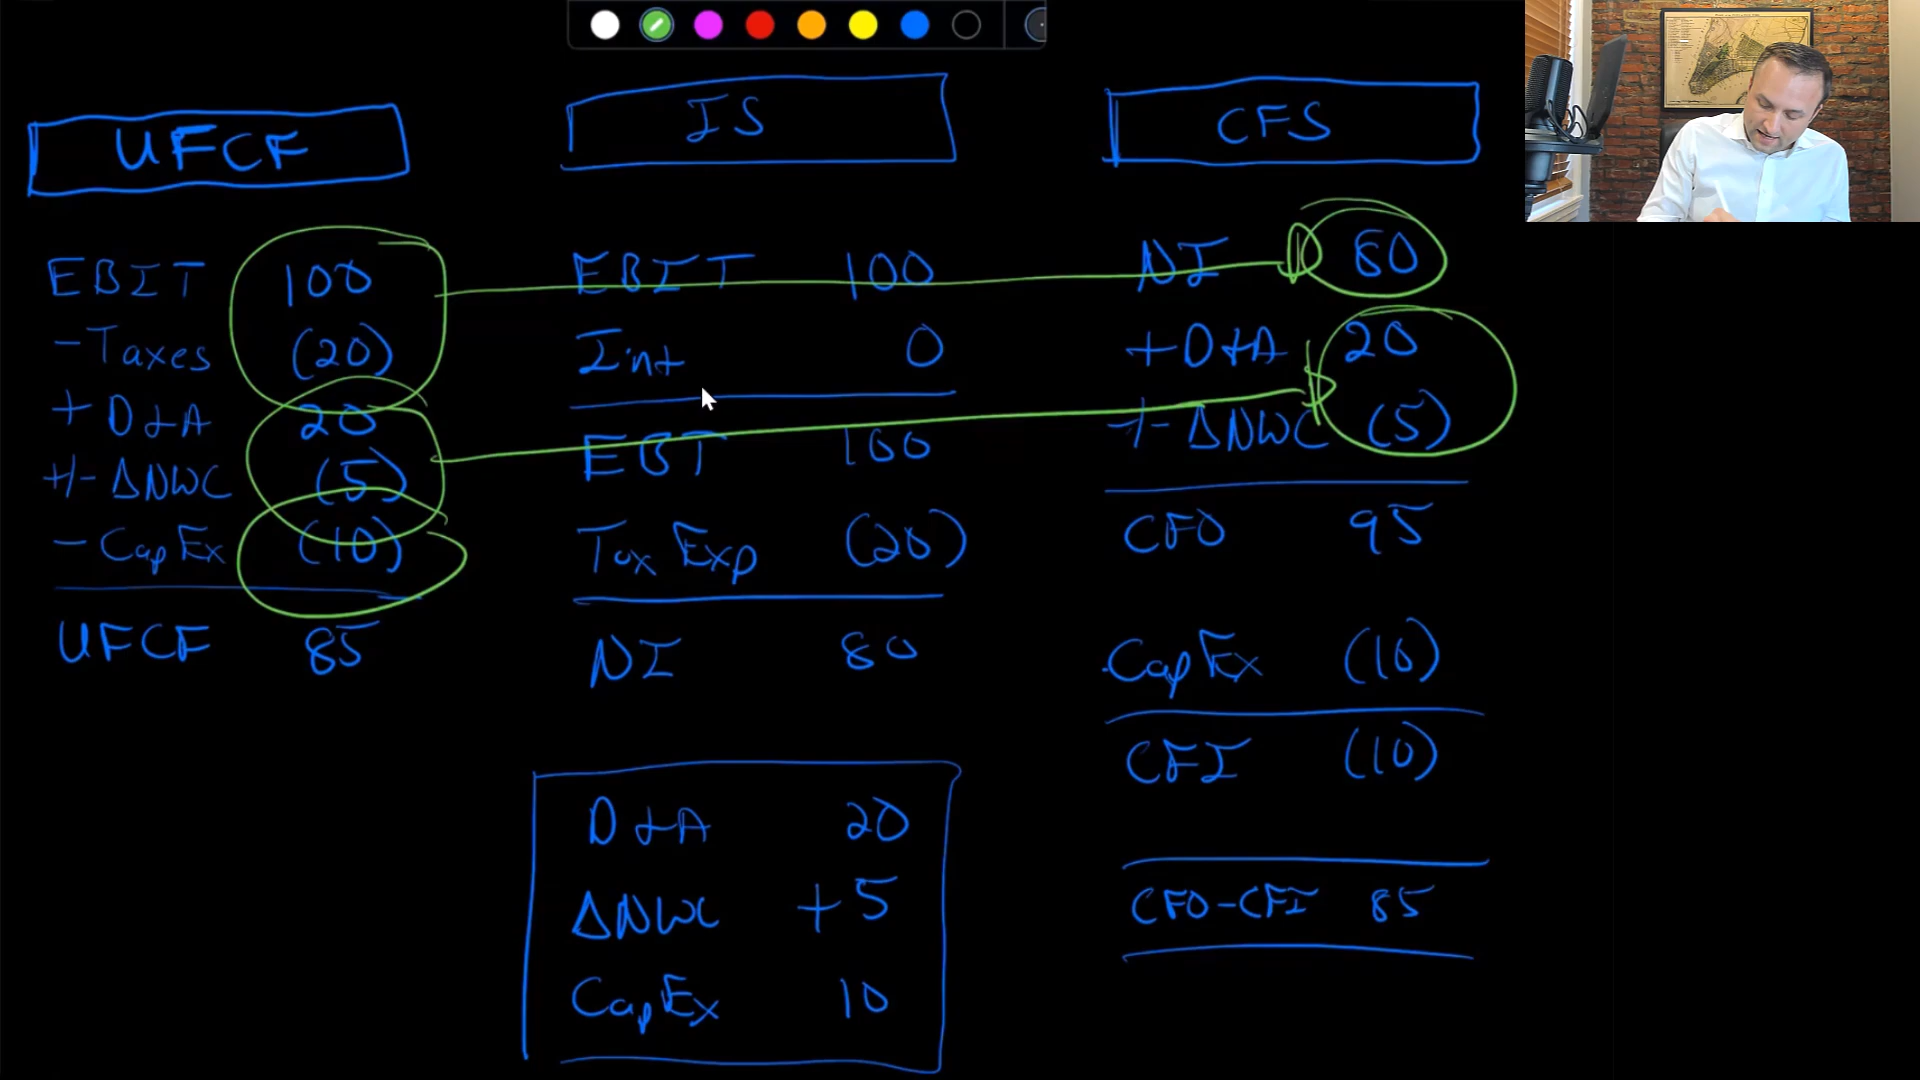 UFCF
EBIT 100
- Taxes (20)
+ D&A 20
+/- ΔNWC (5)
- CapEx (10)
UFCF 85
IS
EBIT 100
Int 0
EBT 100
Tax Exp (20)
NI 80
D&A 20
ΔNWC +5
CapEx 10
CFS
NI 80
+ D&A 20
+/- ΔNWC (5)
CFO 95
CapEx (10)
CFI (10)
CFO-CFI 85